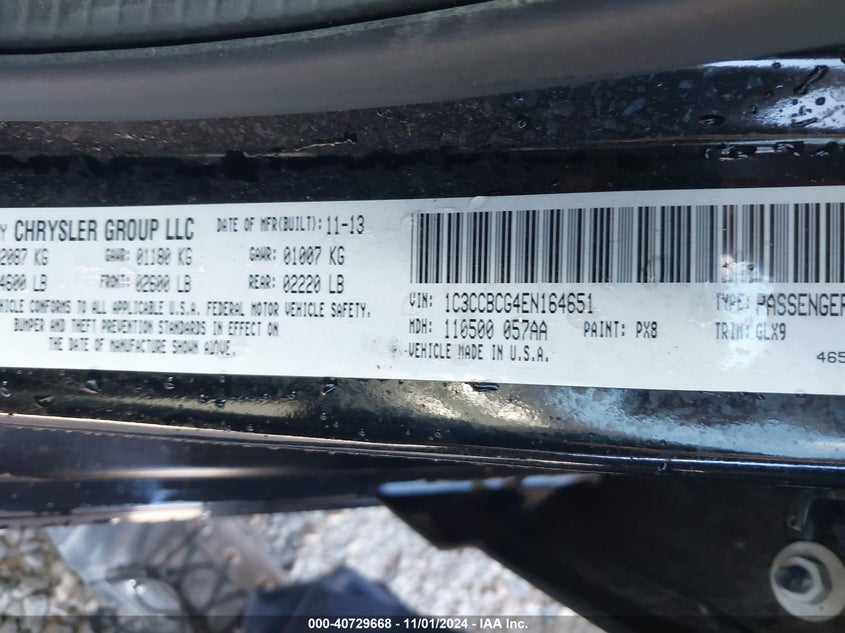 Y CHRYSLER GROUP LLC DATE OF MFR(BUILT): 11-13
2087 KG GAWR: 01180 KG GAWR: 01007 KG
4600 LB FRONT: 02600 LB REAR: 02220 LB
EHICLE CONFORMS TO ALL APPLICABLE U.S.A. FEDERAL MOTOR VEHICLE SAFETY,
BUMPER AND THEFT PREVENTION STANDARDS IN EFFECT ON
THE DATE OF MANUFACTURE SHOWN ABOVE.
VIN: 1C3CCBCG4EN164651 TYPE: PASSENGER
MDH: 110500 057AA PAINT: PX8 TRIM: GLX9
VEHICLE MADE IN U.S.A. 465
000-40729668 - 11/01/2024 - IAA Inc.